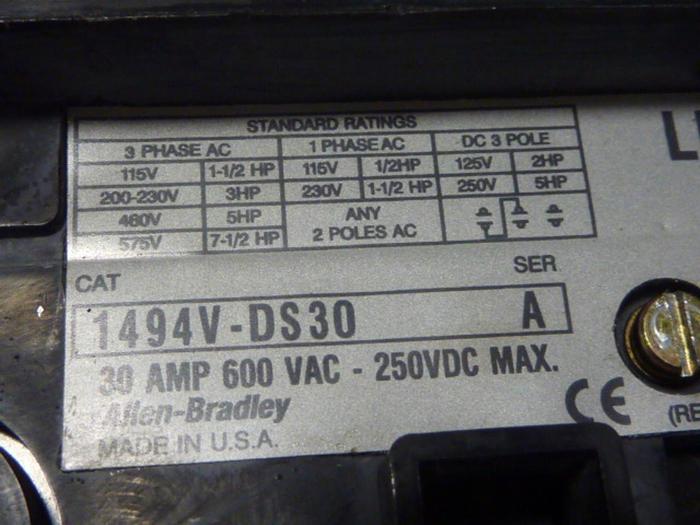 STANDARD RATINGS
3 PHASE AC 1 PHASE AC DC 3 POLE
115V 1-1/2 HP 115V 1/2HP 125V 2HP
200-230V 3HP 230V 1-1/2 HP 250V 5HP
460V 5HP ANY
575V 7-1/2 HP 2 POLES AC
CAT SER
1494V-DS30 A
30 AMP 600 VAC - 250VDC MAX.
Allen-Bradley
MADE IN U.S.A.
CE
(RE